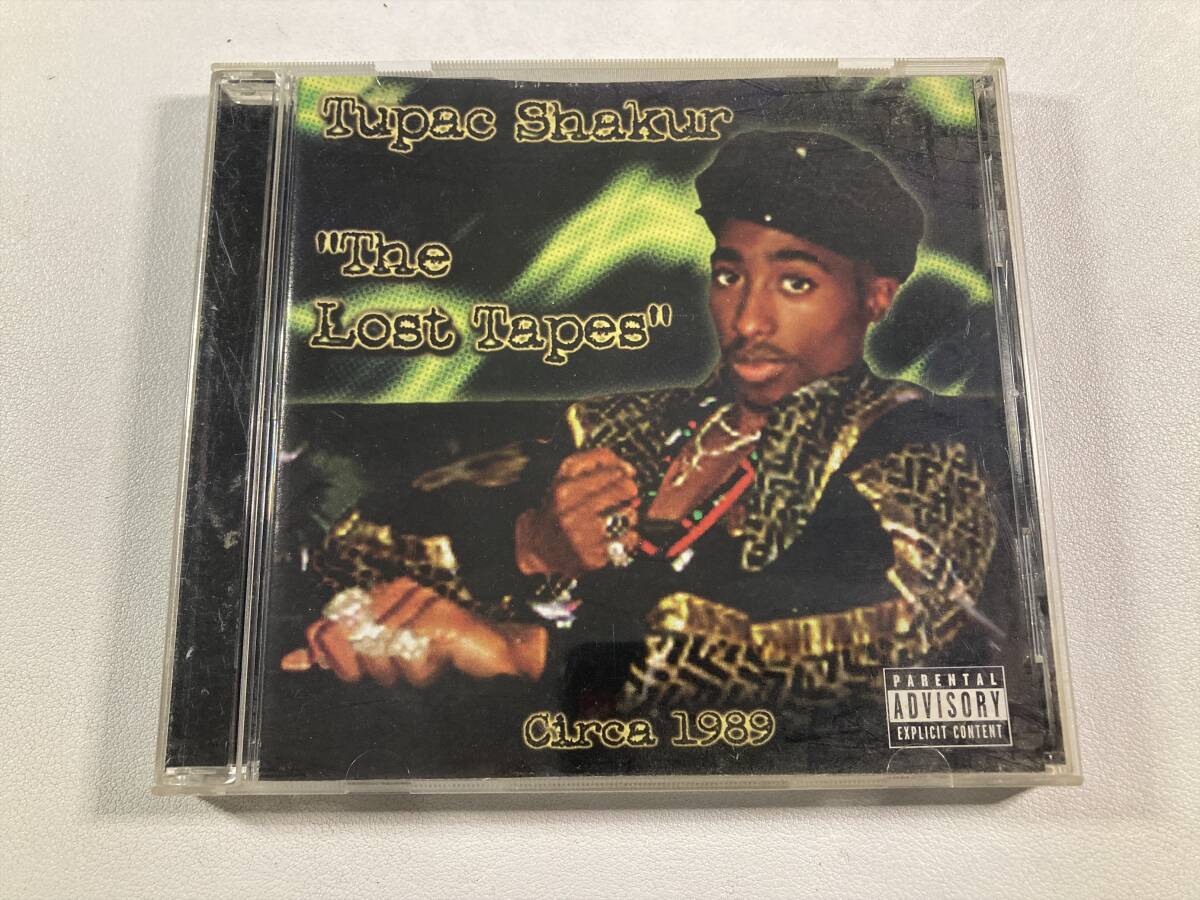 Tupac Shakur
"The
Lost Tapes"
Circa 1989
PARENTAL
ADVISORY
EXPLICIT CONTENT